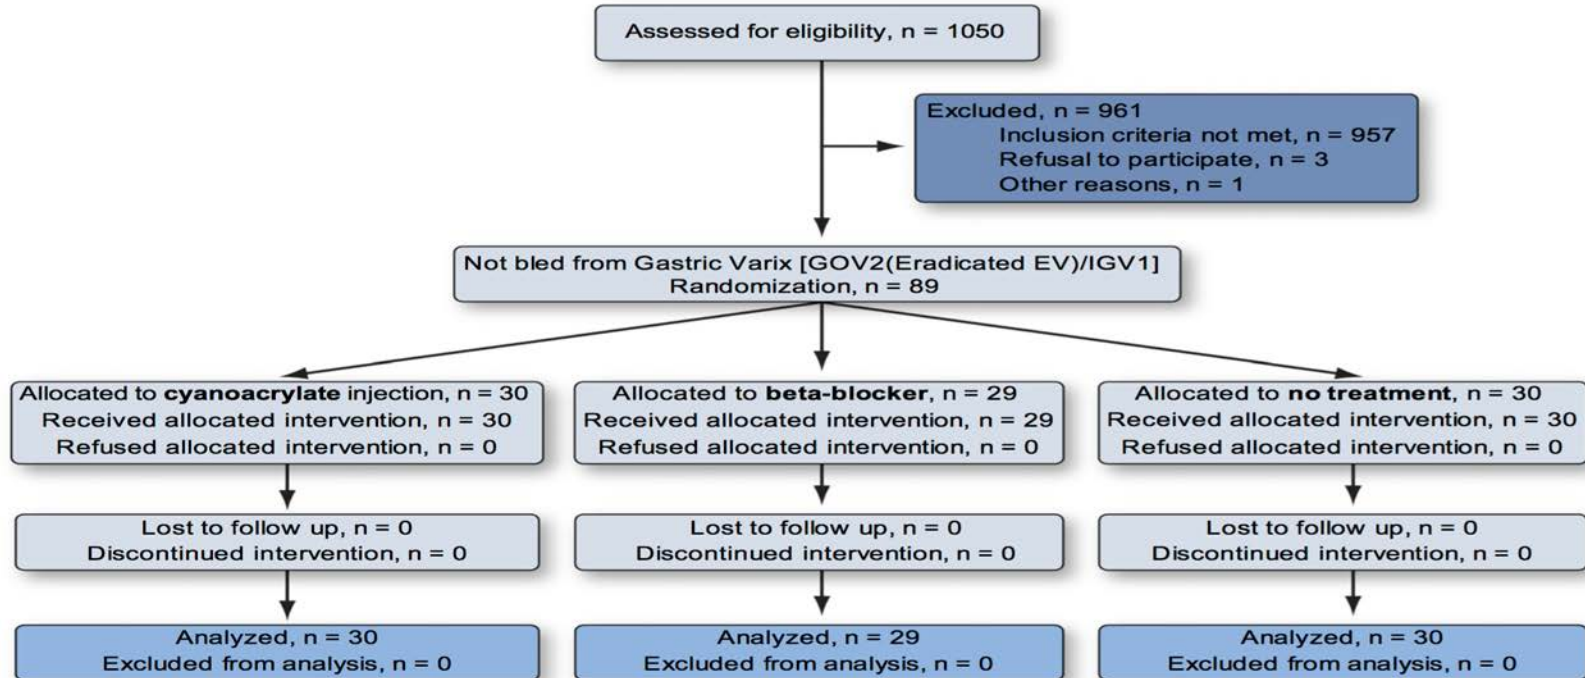 Assessed for eligibility, n = 1050
Excluded, n = 961
Inclusion criteria not met, n = 957
Refusal to participate, n = 3
Other reasons, n = 1
Not bled from Gastric Varix [GOV2(Eradicated EV)/IGV1]
Randomization, n = 89
Allocated to cyanoacrylate injection, n = 30
Received allocated intervention, n = 30
Refused allocated intervention, n = 0
Allocated to beta-blocker, n = 29
Received allocated intervention, n = 29
Refused allocated intervention, n = 0
Allocated to no treatment, n = 30
Received allocated intervention, n = 30
Refused allocated intervention, n = 0
Lost to follow up, n = 0
Discontinued intervention, n = 0
Lost to follow up, n = 0
Discontinued intervention, n = 0
Lost to follow up, n = 0
Discontinued intervention, n = 0
Analyzed, n = 30
Excluded from analysis, n = 0
Analyzed, n = 29
Excluded from analysis, n = 0
Analyzed, n = 30
Excluded from analysis, n = 0